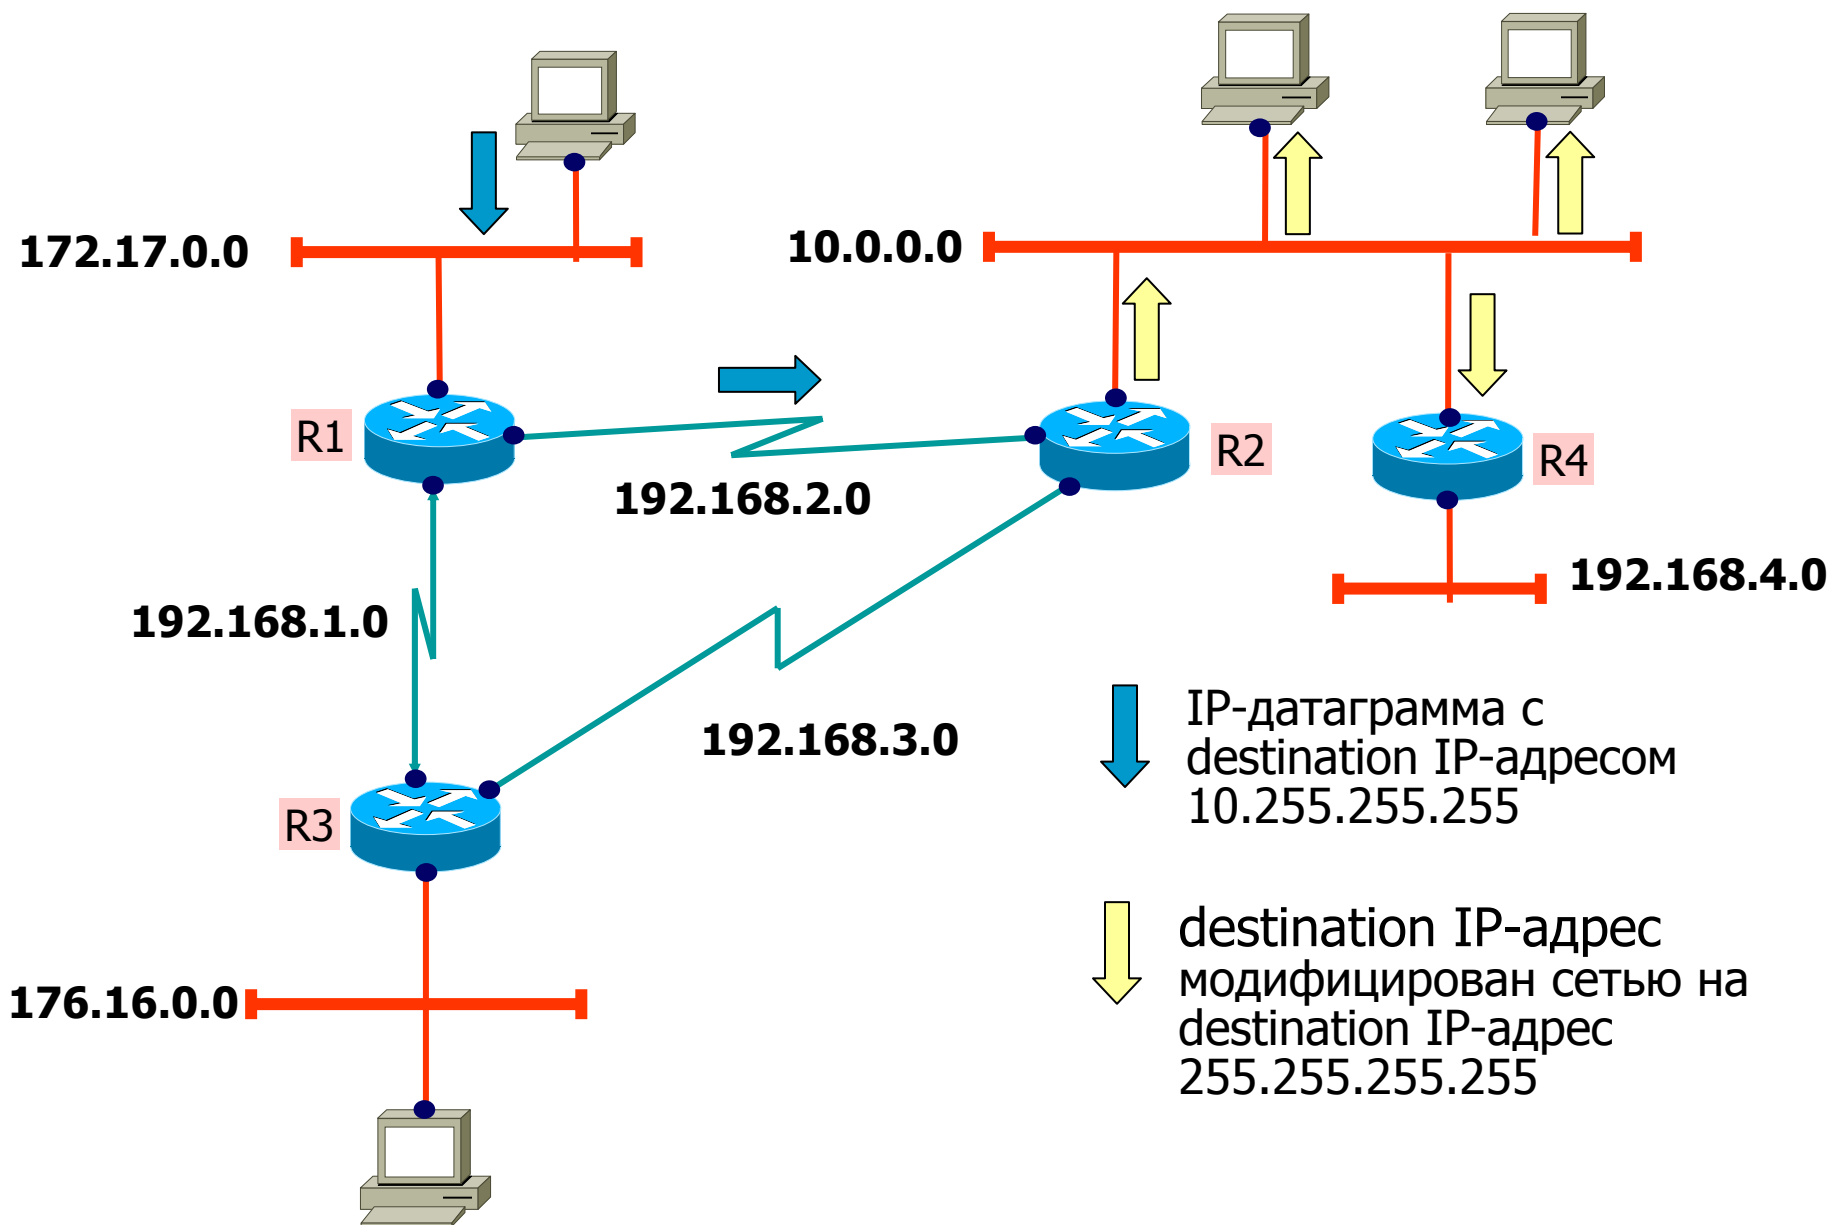 172.17.0.0
10.0.0.0
R1
R2
R4
192.168.2.0
192.168.4.0
192.168.1.0
192.168.3.0
R3
176.16.0.0
IP-датаграмма с
destination IP-адресом
10.255.255.255
destination IP-адрес
модифицирован сетью на
destination IP-адрес
255.255.255.255